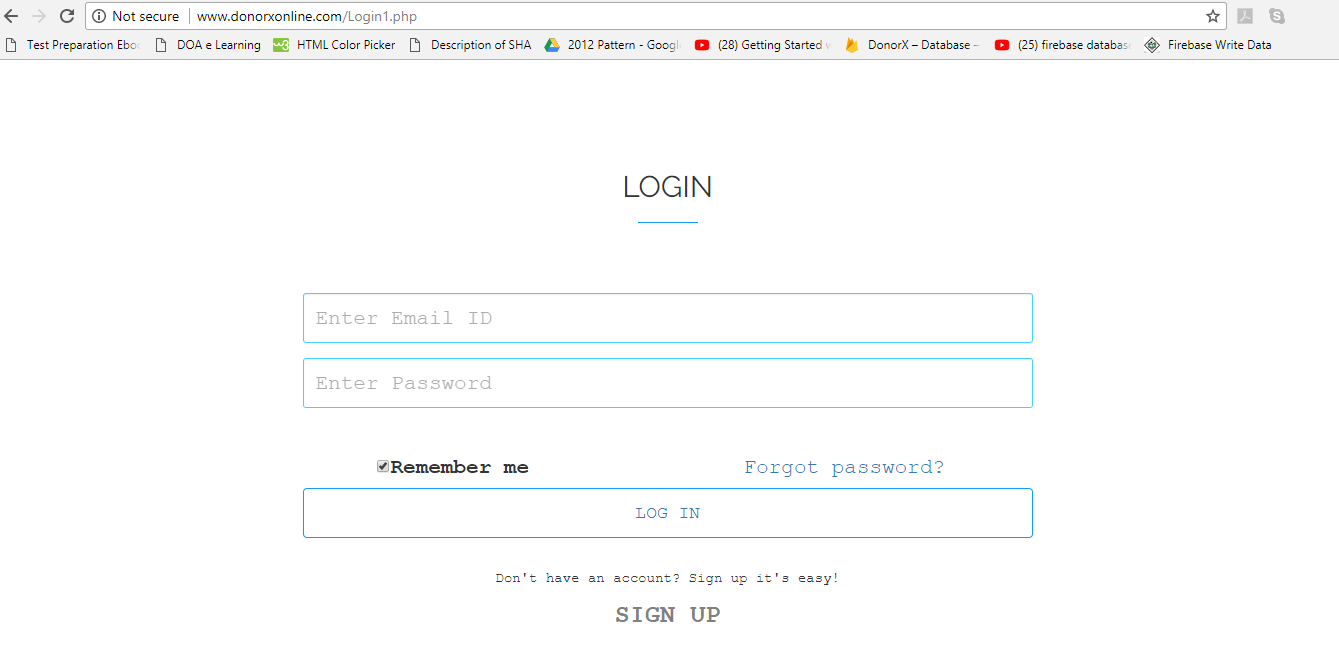 Not secure www.donorxonline.com/Login1.php
Test Preparation Eboo DOA e Learning HTML Color Picker Description of SHA 2012 Pattern - Googl (28) Getting Started DonorX – Database - (25) firebase databas Firebase Write Data
LOGIN
Enter Email ID
Enter Password
Remember me Forgot password?
LOG IN
Don't have an account? Sign up it's easy!
SIGN UP